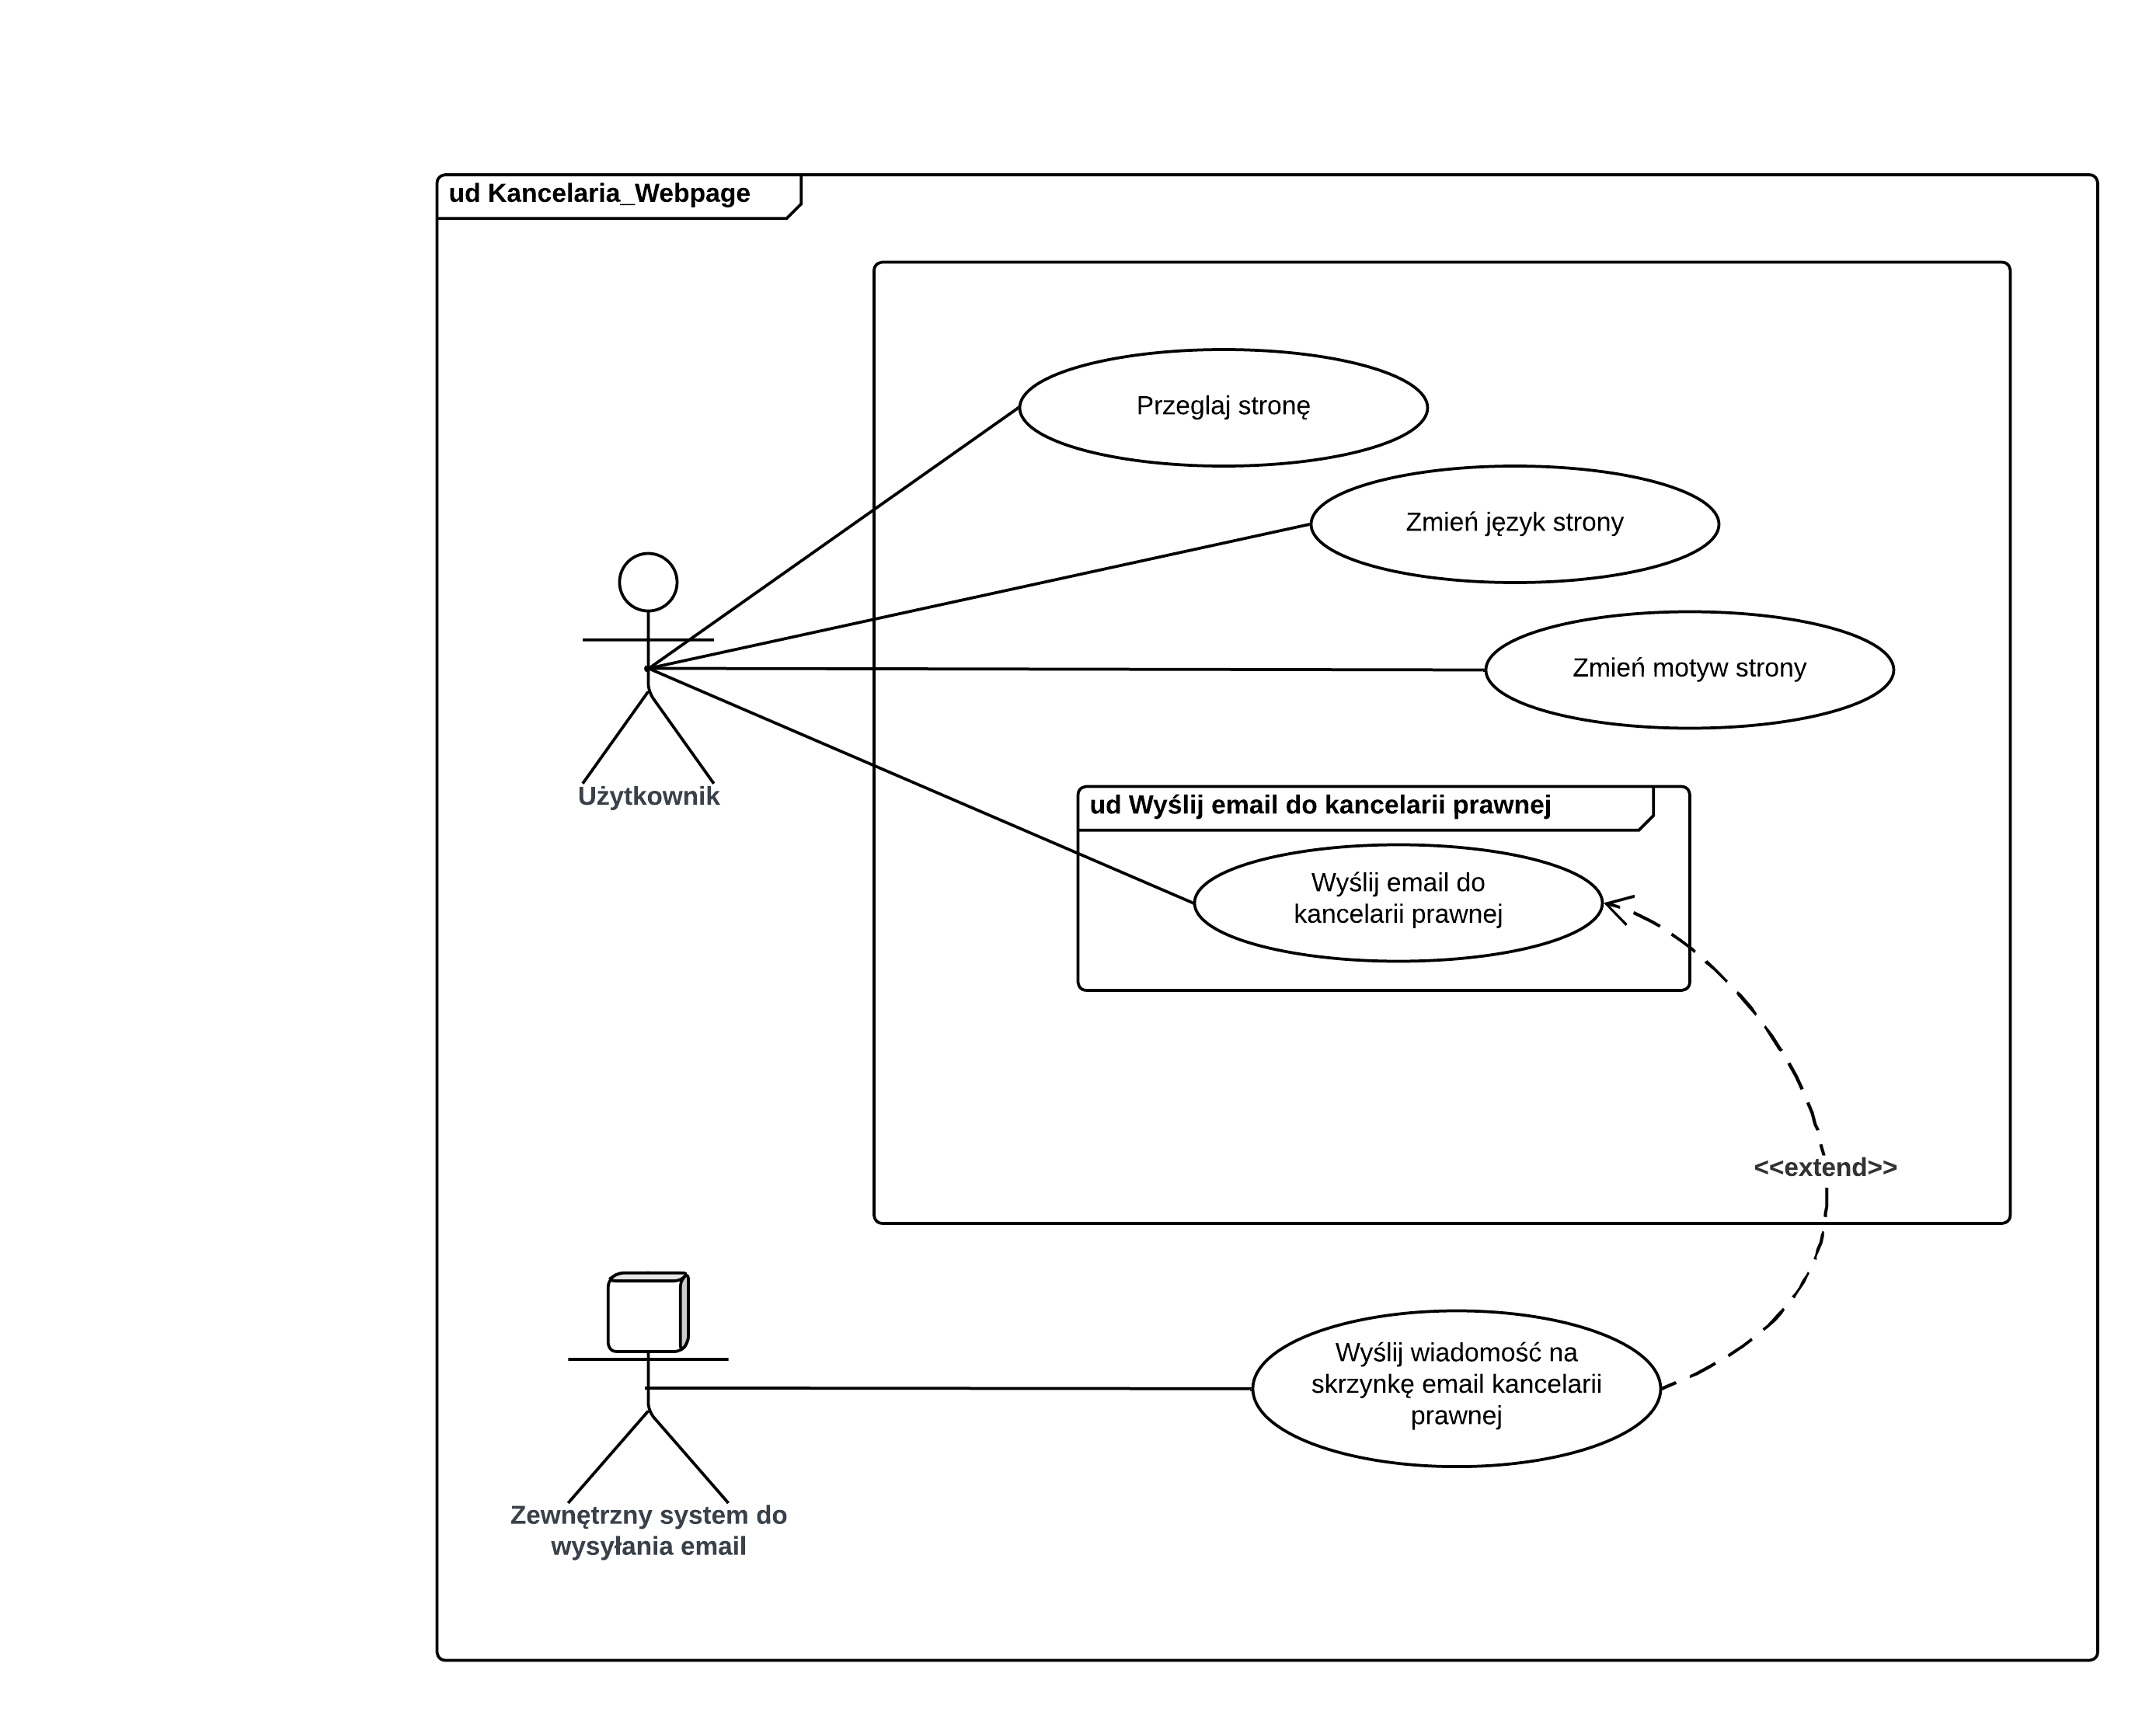 ud Kancelaria_Webpage
Przeglaj stronę
Zmień język strony
Zmień motyw strony
Użytkownik
ud Wyślij email do kancelarii prawnej
Wyślij email do
kancelarii prawnej
<<extend>>
Wyślij wiadomość na
skrzynkę email kancelarii
prawnej
Zewnętrzny system do
wysyłania email